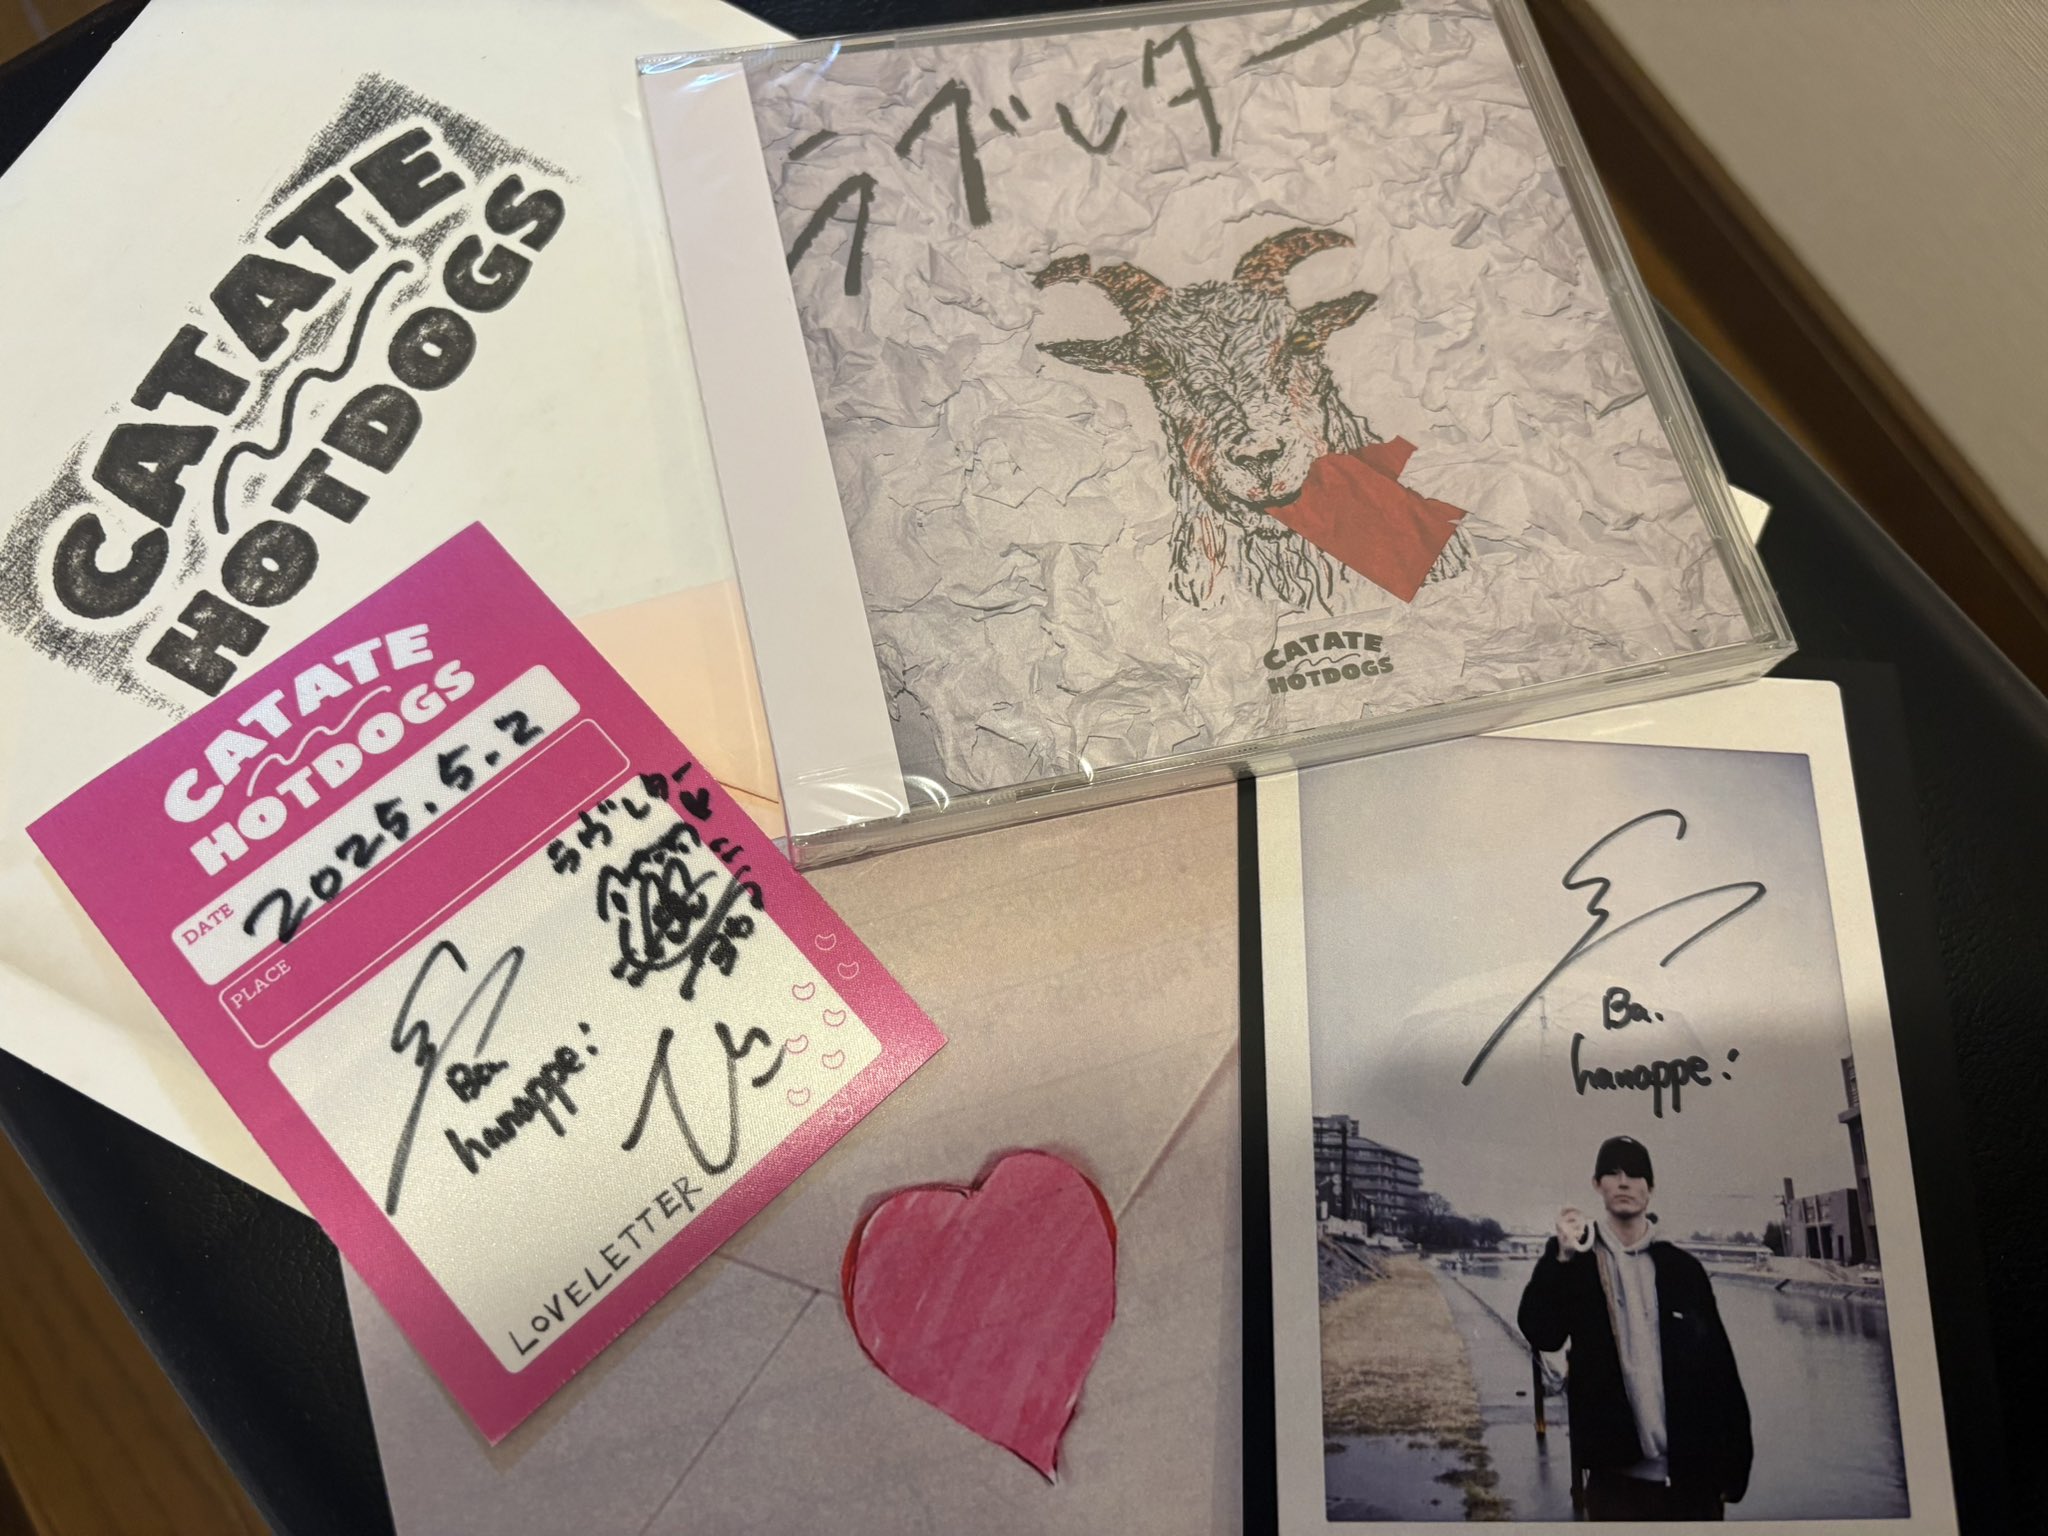 CATATE
HOTDOGS
ラブレター
CATATE
HOTDOGS
CATATE
HOTDOGS
DATE
2025.5.2
PLACE
ラブレター
Ba.
hanappe:
LOVELETTER
Ba.
hanappe: